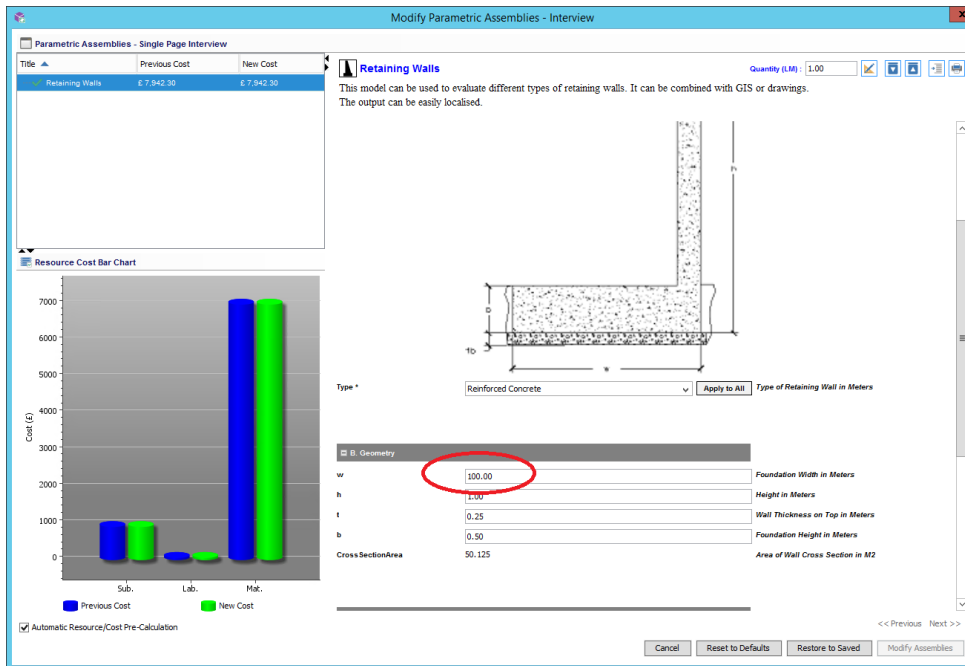 Modify Parametric Assemblies - Interview
Parametric Assemblies - Single Page Interview
Title Previous Cost New Cost
Retaining Walls £ 7,942.30 £ 7,942.30
Retaining Walls
Quantity (LM) : 1.00
This model can be used to evaluate different types of retaining walls. It can be combined with GIS or drawings.
The output can be easily localised.
Resource Cost Bar Chart
7000
6000
5000
4000
3000
2000
1000
0
Cost (£)
Sub. Lab. Mat.
Previous Cost New Cost
Automatic Resource/Cost Pre-Calculation
h
b
10
w
Type * Reinforced Concrete Apply to All Type of Retaining Wall in Meters
B. Geometry
w 100.00 Foundation Width in Meters
h 1.00 Height in Meters
t 0.25 Wall Thickness on Top in Meters
b 0.50 Foundation Height in Meters
CrossSectionArea 50.125 Area of Wall Cross Section in M2
<< Previous Next >>
Cancel Reset to Defaults Restore to Saved Modify Assemblies